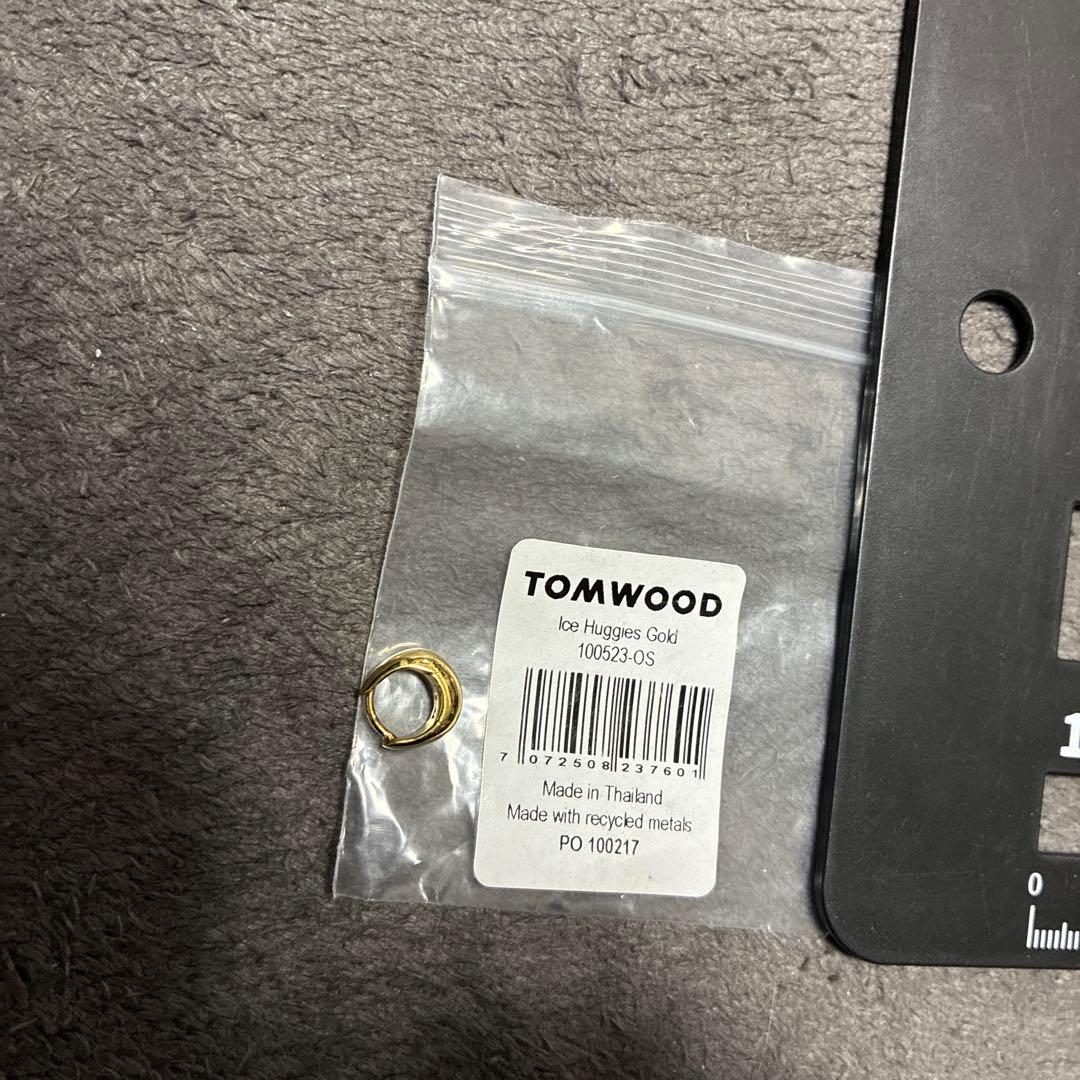 TOMWOOD
Ice Huggies Gold
100523-OS
7 072508 237601
Made in Thailand
Made with recycled metals
PO 100217
1
0